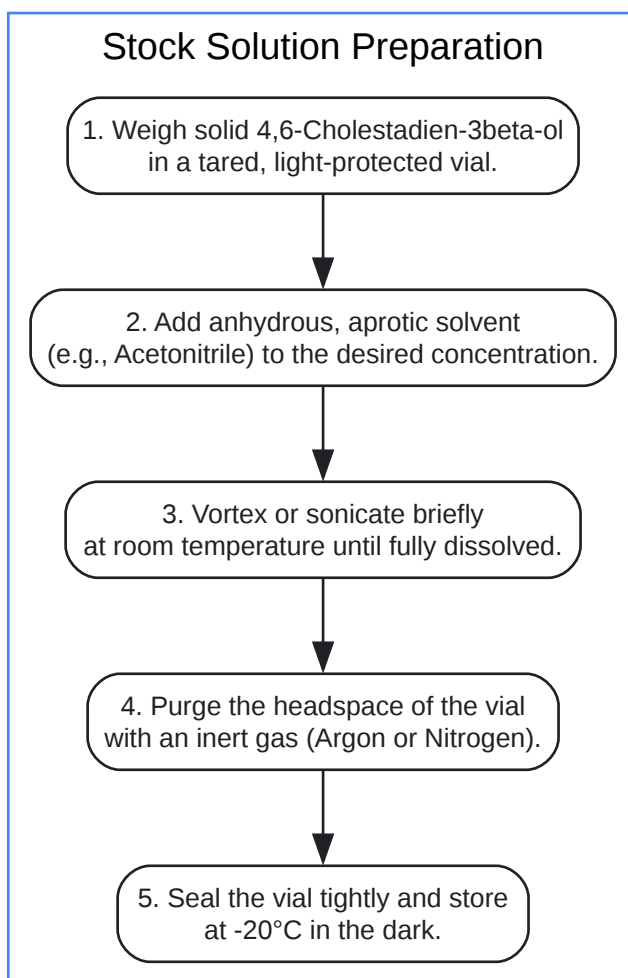 Stock Solution Preparation
1. Weigh solid 4,6-Cholestadien-3beta-ol
in a tared, light-protected vial.
2. Add anhydrous, aprotic solvent
(e.g., Acetonitrile) to the desired concentration.
3. Vortex or sonicate briefly
at room temperature until fully dissolved.
4. Purge the headspace of the vial
with an inert gas (Argon or Nitrogen).
5. Seal the vial tightly and store
at -20°C in the dark.